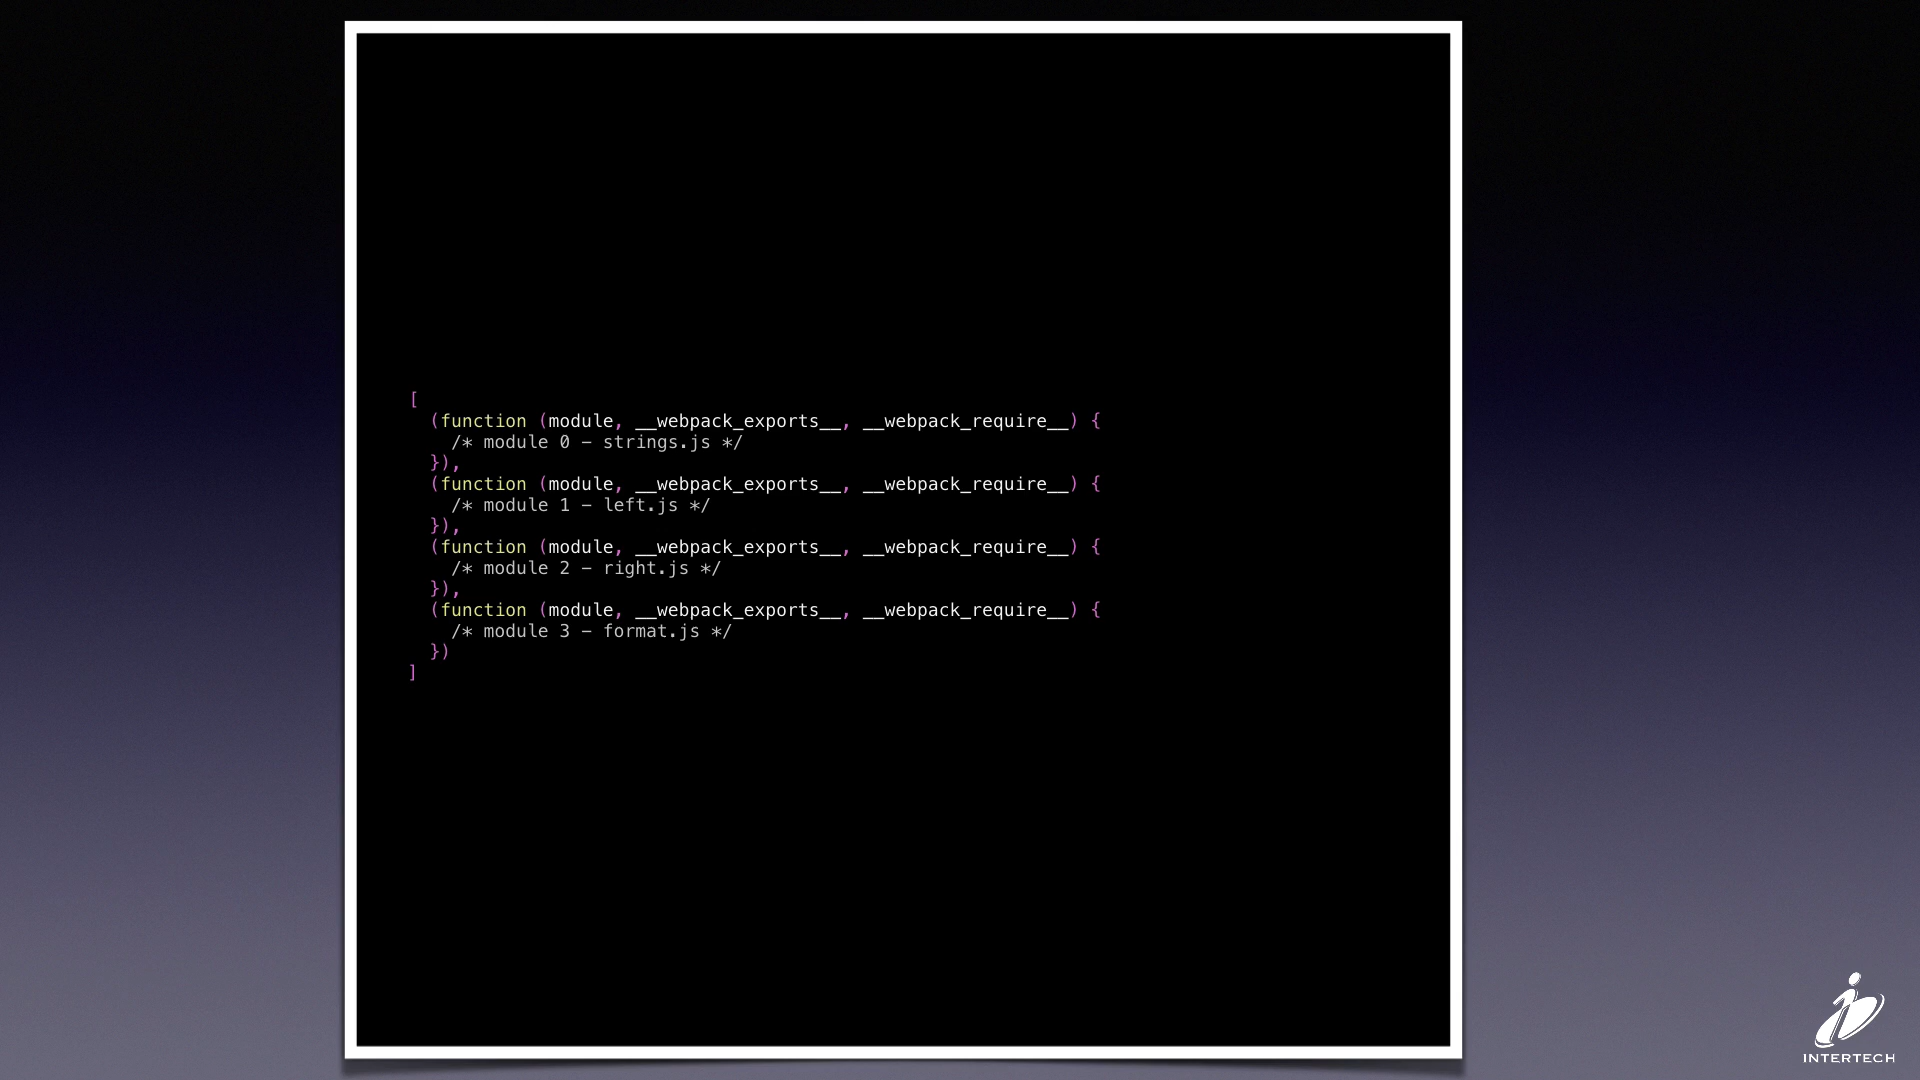 [
  (function (module, __webpack_exports__, __webpack_require__) {
    /* module 0 – strings.js */
  }),
  (function (module, __webpack_exports__, __webpack_require__) {
    /* module 1 – left.js */
  }),
  (function (module, __webpack_exports__, __webpack_require__) {
    /* module 2 – right.js */
  }),
  (function (module, __webpack_exports__, __webpack_require__) {
    /* module 3 – format.js */
  })
]
INTERTECH